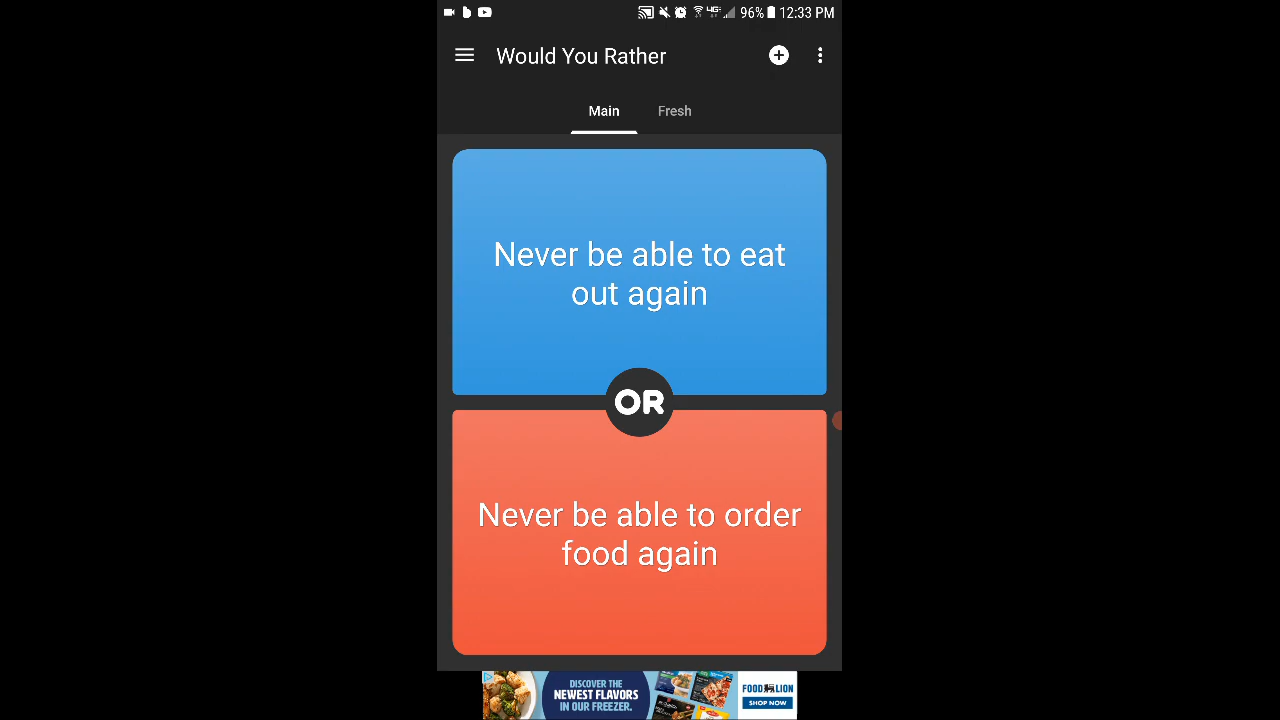 96% 12:33 PM
Would You Rather
Main Fresh
Never be able to eat
out again
OR
Never be able to order
food again
DISCOVER THE
NEWEST FLAVORS
IN OUR FREEZER.
FOOD LION
SHOP NOW